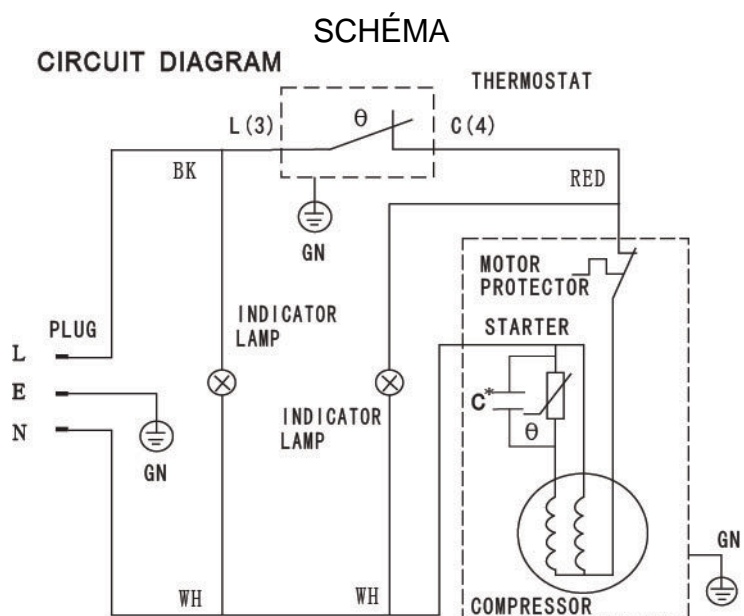 SCHÉMA
CIRCUIT DIAGRAM
THERMOSTAT
L(3)
θ
C(4)
BK
RED
GN
MOTOR
PROTECTOR
INDICATOR
LAMP
PLUG
STARTER
L
E
N
C*
INDICATOR
LAMP
θ
GN
GN
WH
WH
COMPRESSOR